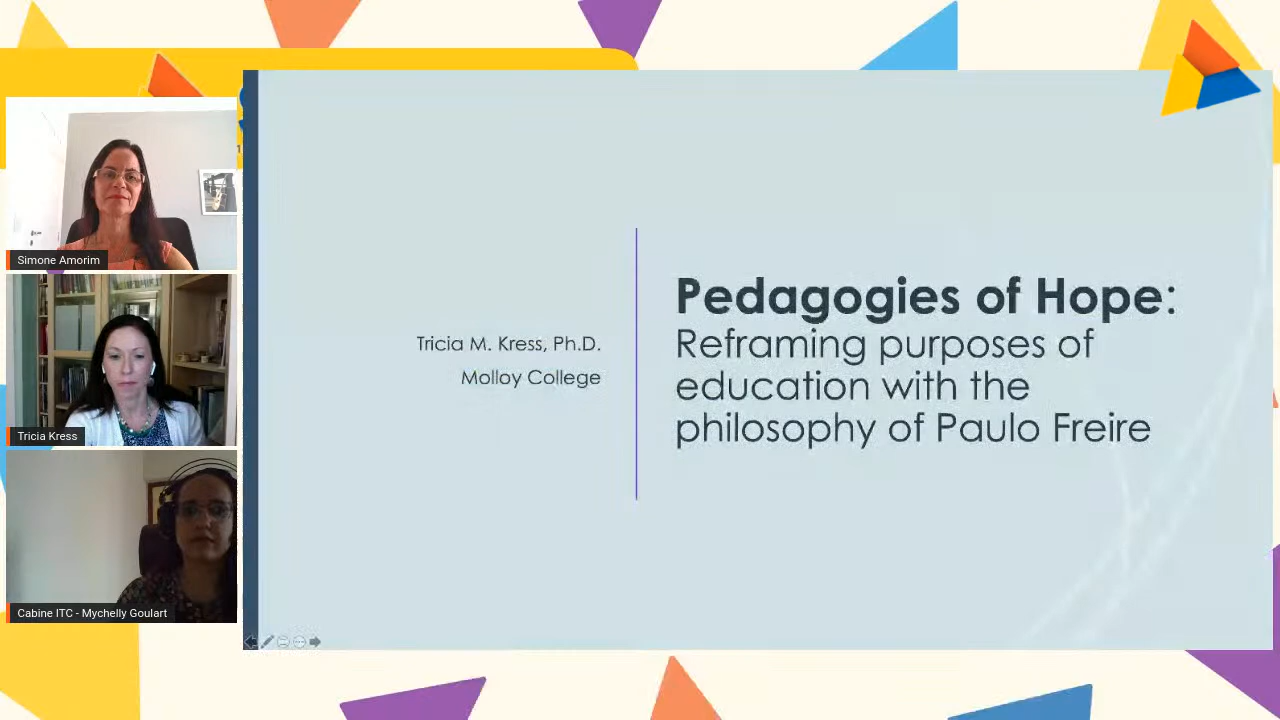 Simone Amorim
Tricia Kress
Cabine ITC - Mychelly Goulart
Tricia M. Kress, Ph.D.
Molloy College
Pedagogies of Hope:
Reframing purposes of
education with the
philosophy of Paulo Freire